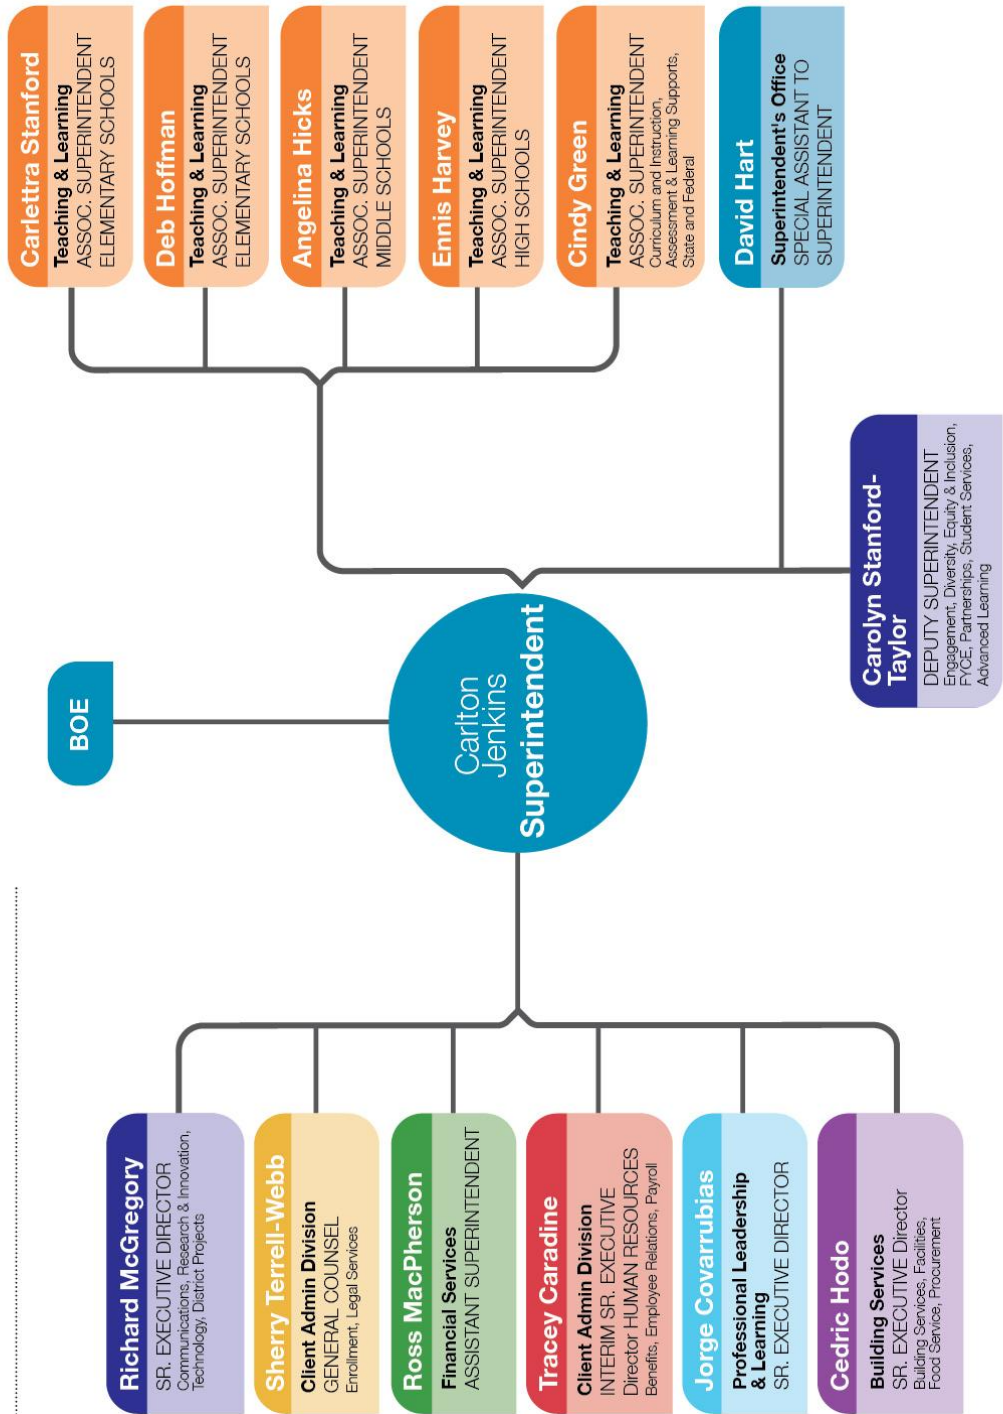 BOE
Carlton
Jenkins
Superintendent
Richard McGregory
SR. EXECUTIVE DIRECTOR
Communications, Research & Innovation,
Technology, District Projects
Sherry Terrell-Webb
Client Admin Division
GENERAL COUNSEL
Enrollment, Legal Services
Ross MacPherson
Financial Services
ASSISTANT SUPERINTENDENT
Tracey Caradine
Client Admin Division
INTERIM SR. EXECUTIVE
Director HUMAN RESOURCES
Benefits, Employee Relations, Payroll
Jorge Covarrubias
Professional Leadership
& Learning
SR. EXECUTIVE DIRECTOR
Cedric Hodo
Building Services
SR. EXECUTIVE Director
Building Services, Facilities,
Food Service, Procurement
Carlettra Stanford
Teaching & Learning
ASSOC. SUPERINTENDENT
ELEMENTARY SCHOOLS
Deb Hoffman
Teaching & Learning
ASSOC. SUPERINTENDENT
ELEMENTARY SCHOOLS
Angelina Hicks
Teaching & Learning
ASSOC. SUPERINTENDENT
MIDDLE SCHOOLS
Ennis Harvey
Teaching & Learning
ASSOC. SUPERINTENDENT
HIGH SCHOOLS
Cindy Green
Teaching & Learning
ASSOC. SUPERINTENDENT
Curriculum and Instruction,
Assessment & Learning Supports,
State and Federal
David Hart
Superintendent's Office
SPECIAL ASSISTANT TO
SUPERINTENDENT
Carolyn Stanford-
Taylor
DEPUTY SUPERINTENDENT
Engagement, Diversity, Equity & Inclusion,
FYCE, Partnerships, Student Services,
Advanced Learning